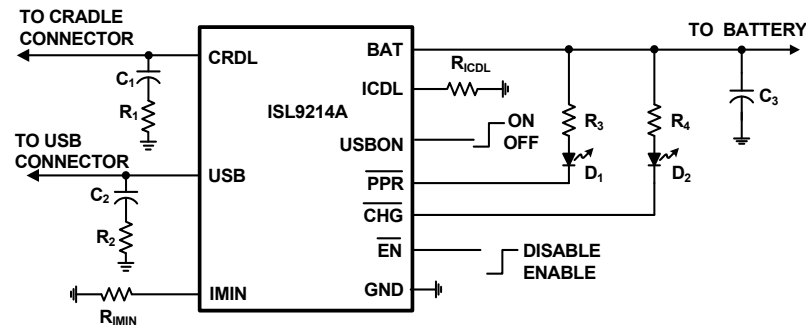 TO CRADLE
CONNECTOR
CRDL
C1
R1
TO USB
CONNECTOR
USB
C2
R2
IMIN
RIMIN
ISL9214A
BAT
TO BATTERY
ICDL
RICDL
USBON
ON
OFF
PPR
CHG
EN
DISABLE
ENABLE
GND
R3
D1
R4
D2
C3